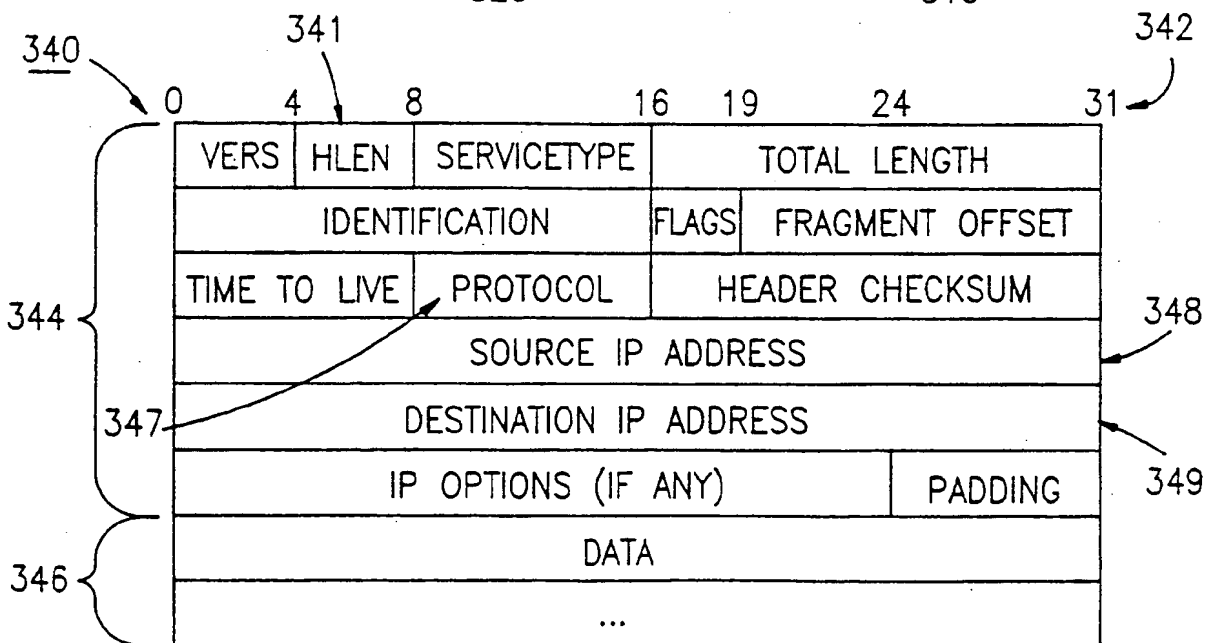 341
342
340
0 4 8 16 19 24 31
VERS HLEN SERVICETYPE TOTAL LENGTH
IDENTIFICATION FLAGS FRAGMENT OFFSET
TIME TO LIVE PROTOCOL HEADER CHECKSUM
344
348
SOURCE IP ADDRESS
347
DESTINATION IP ADDRESS
349
IP OPTIONS (IF ANY) PADDING
346
DATA
...